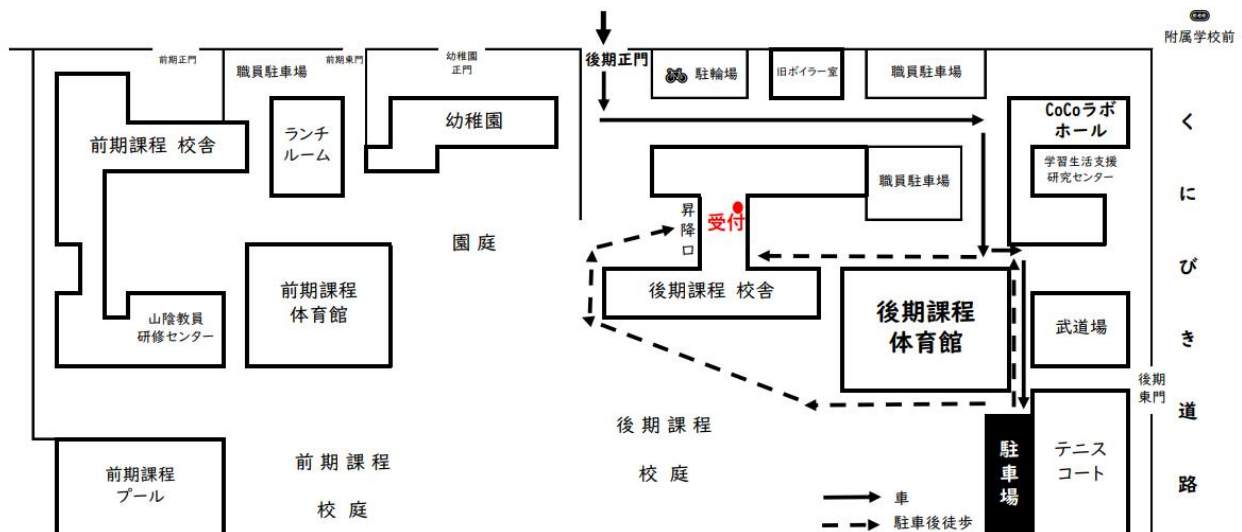 附属学校前
前期正門
職員駐車場
前期東門
幼稚園
正門
後期正門
駐輪場
旧ボイラー室
職員駐車場
前期課程 校舎
ランチ
ルーム
幼稚園
CoCoラボ
ホール
学習生活支援
研究センター
職員駐車場
昇降口
受付
園庭
くにびき道路
山陰教員
研修センター
前期課程
体育館
後期課程 校舎
後期課程
体育館
武道場
後期
東門
前期課程
プール
前期課程
校庭
後期課程
校庭
駐車場
テニス
コート
車
駐車後徒歩